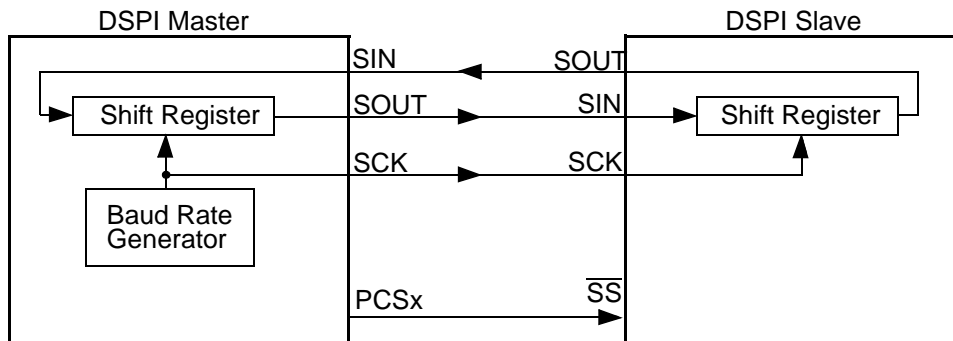 DSPI Master
DSPI Slave
SIN
SOUT
Shift Register
SOUT
SIN
Shift Register
SCK
SCK
Baud Rate
Generator
PCSx
SS